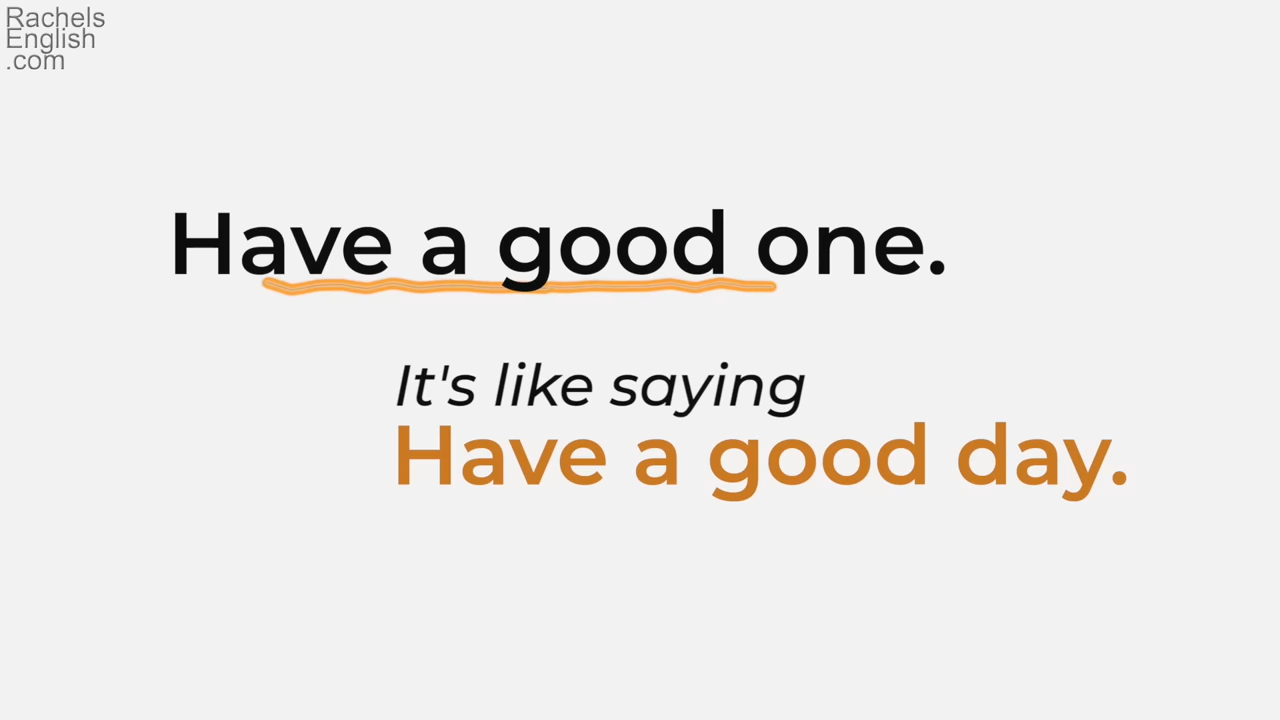 Rachels
English
.com
Have a good one.
It's like saying
Have a good day.